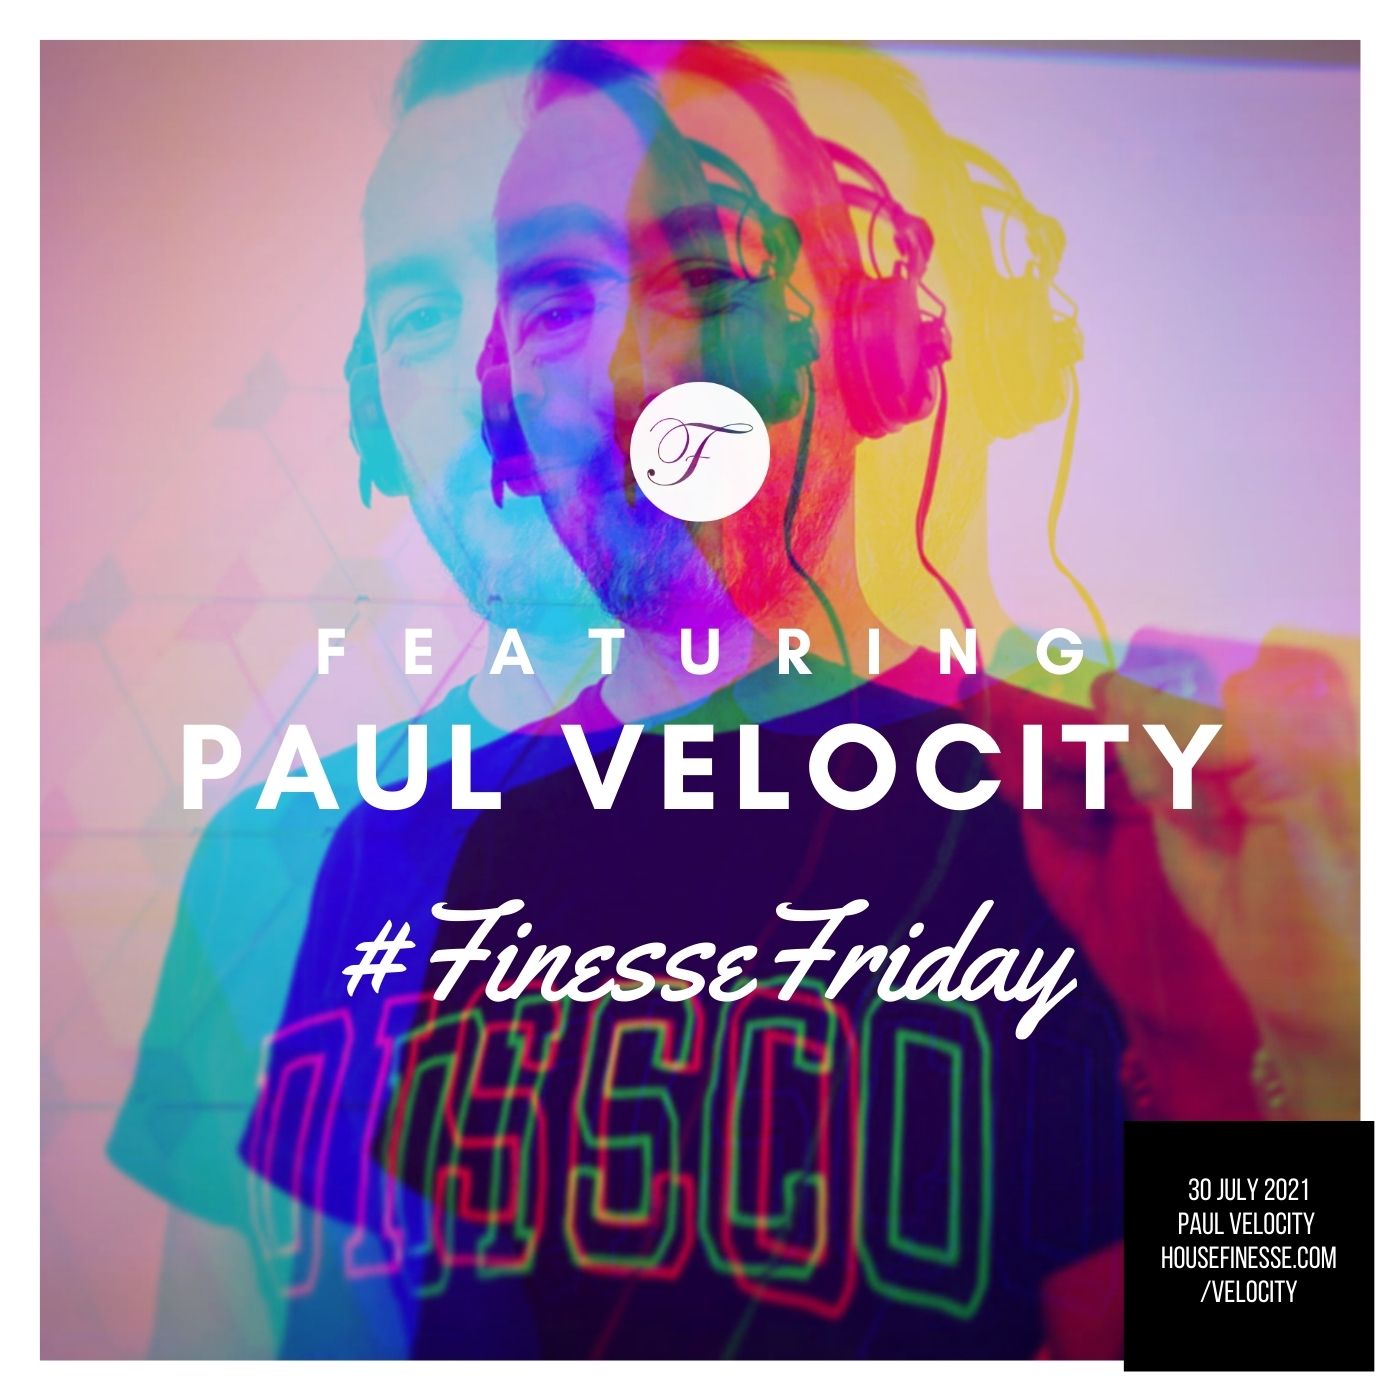 F
FEATURING
PAUL VELOCITY
#FinesseFriday
DISCO
30 JULY 2021
PAUL VELOCITY
HOUSEFINESSE.COM
/VELOCITY